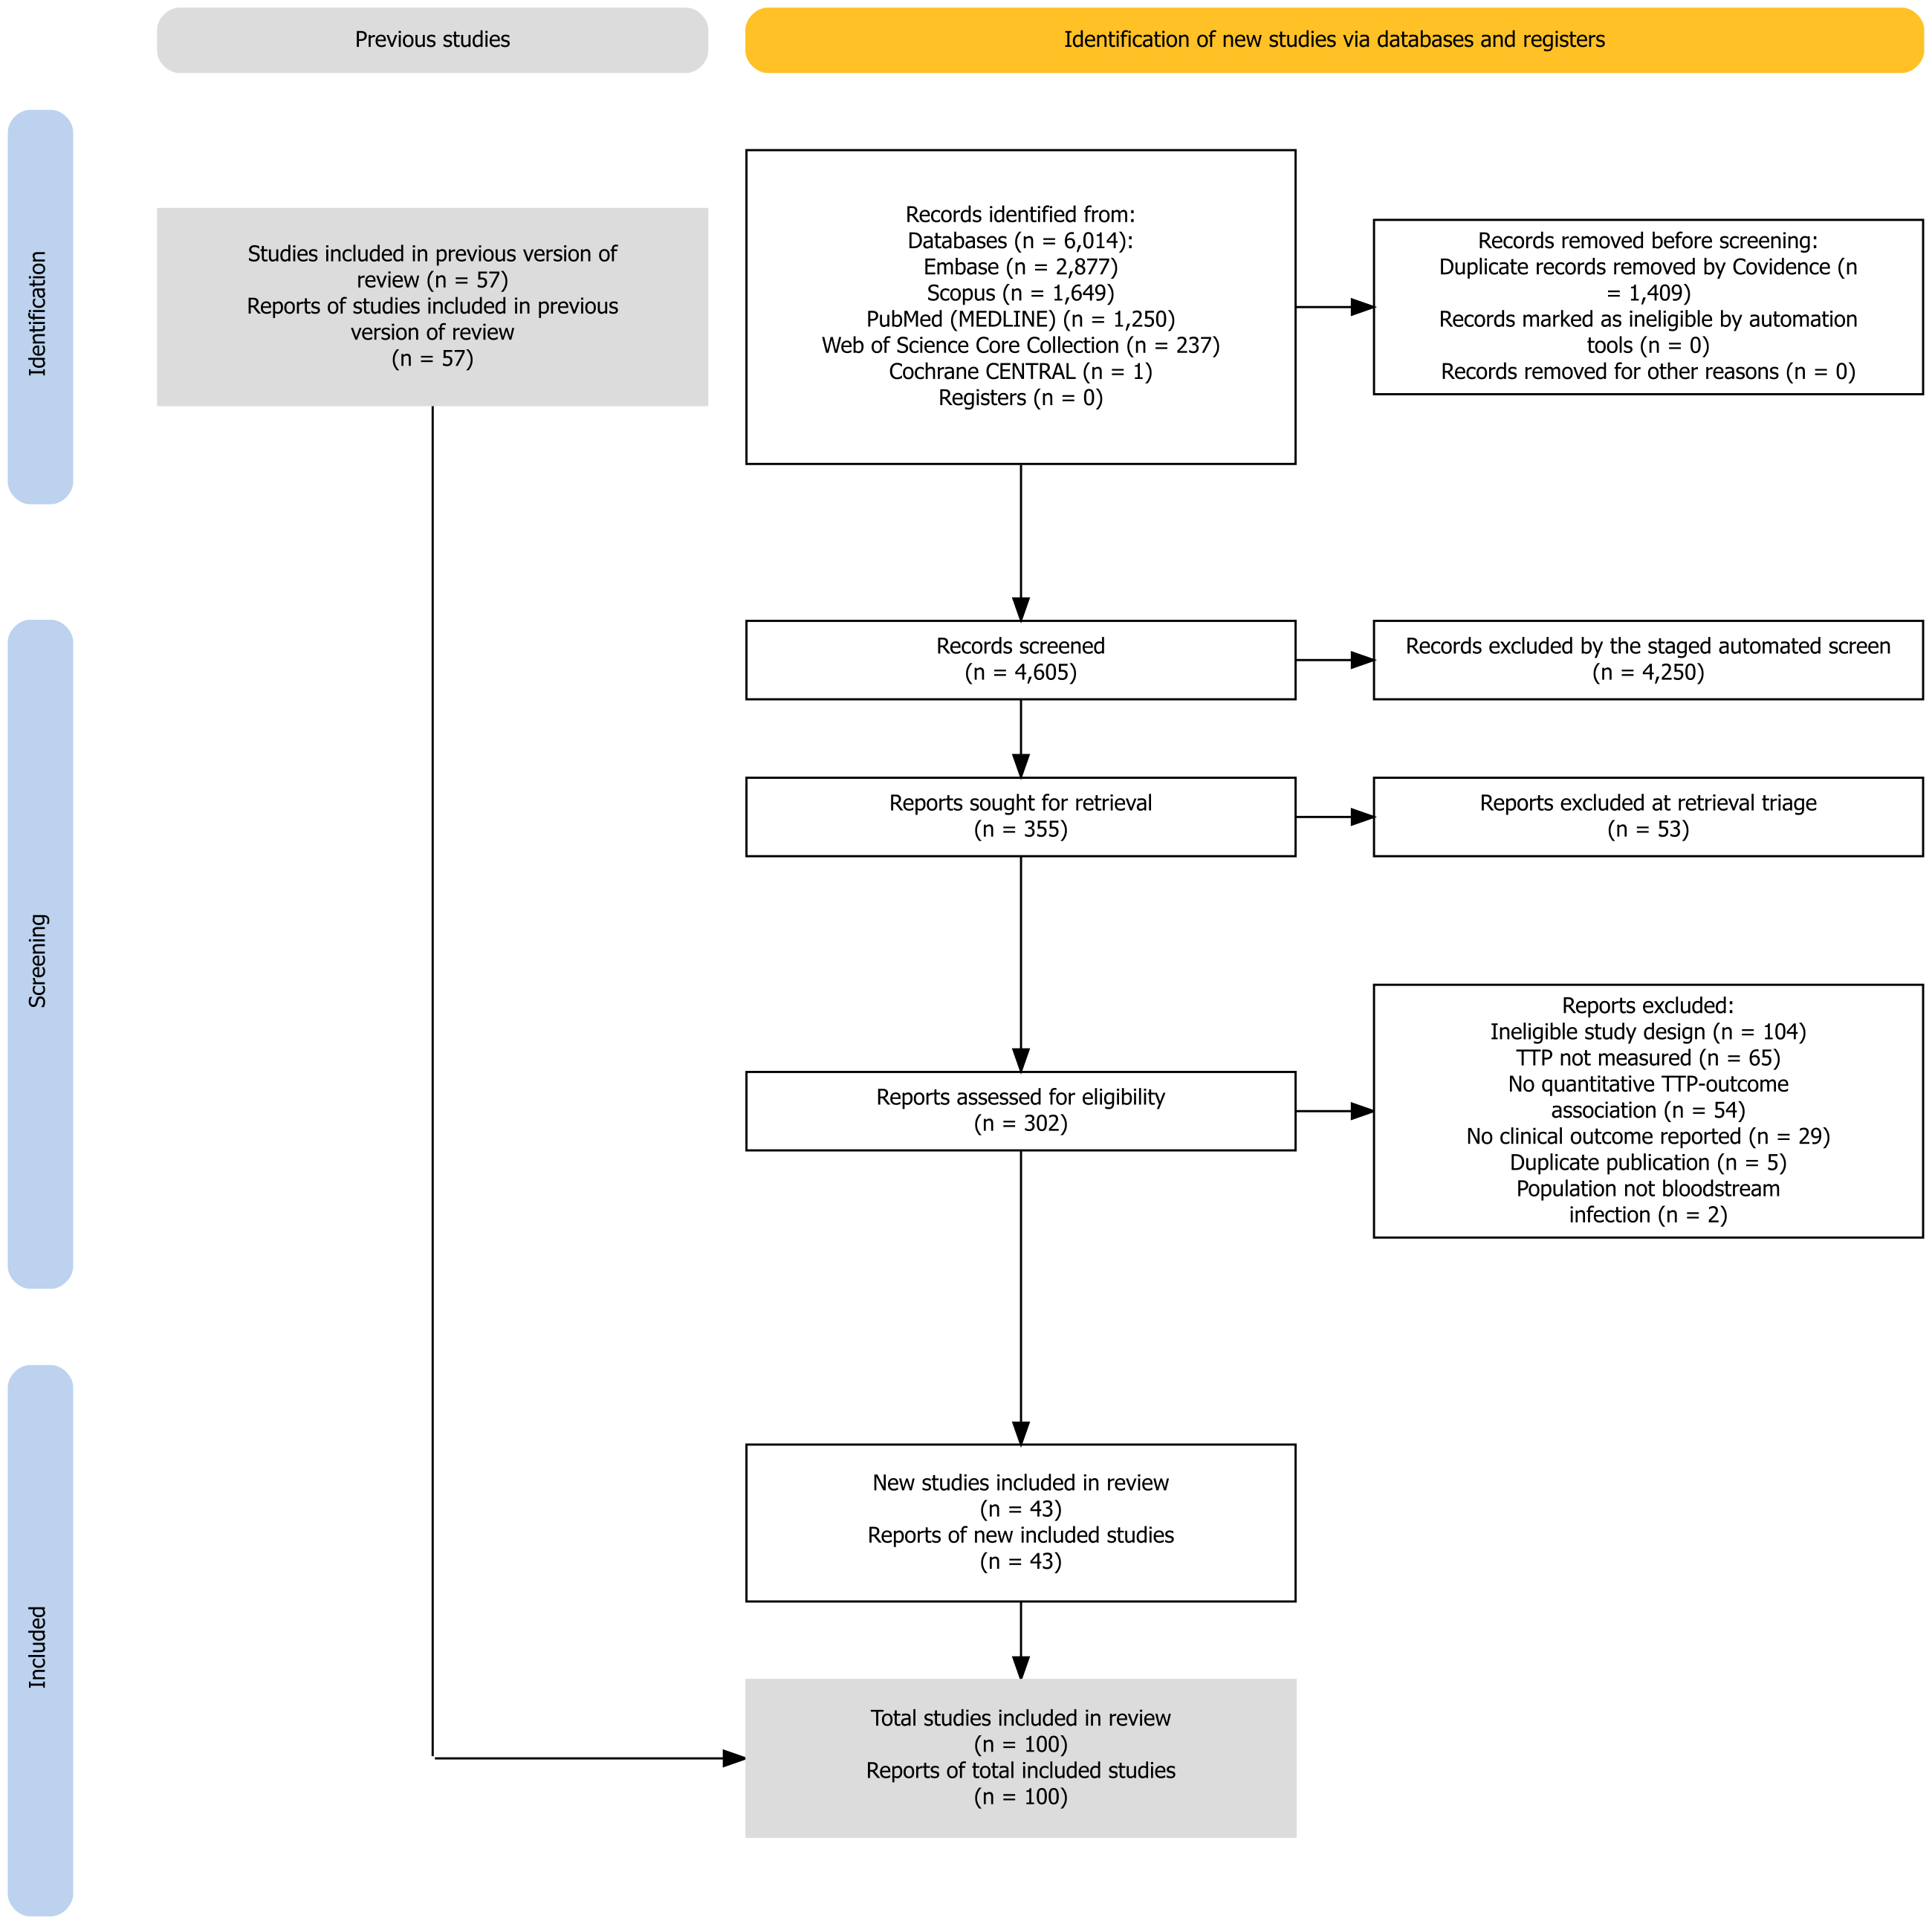 Previous studies
Identification of new studies via databases and registers
Identification
Studies included in previous version of
review (n = 57)
Reports of studies included in previous
version of review
(n = 57)
Records identified from:
Databases (n = 6,014):
Embase (n = 2,877)
Scopus (n = 1,649)
PubMed (MEDLINE) (n = 1,250)
Web of Science Core Collection (n = 237)
Cochrane CENTRAL (n = 1)
Registers (n = 0)
Records removed before screening:
Duplicate records removed by Covidence (n
= 1,409)
Records marked as ineligible by automation
tools (n = 0)
Records removed for other reasons (n = 0)
Screening
Records screened
(n = 4,605)
Records excluded by the staged automated screen
(n = 4,250)
Reports sought for retrieval
(n = 355)
Reports excluded at retrieval triage
(n = 53)
Reports assessed for eligibility
(n = 302)
Reports excluded:
Ineligible study design (n = 104)
TTP not measured (n = 65)
No quantitative TTP-outcome
association (n = 54)
No clinical outcome reported (n = 29)
Duplicate publication (n = 5)
Population not bloodstream
infection (n = 2)
Included
New studies included in review
(n = 43)
Reports of new included studies
(n = 43)
Total studies included in review
(n = 100)
Reports of total included studies
(n = 100)